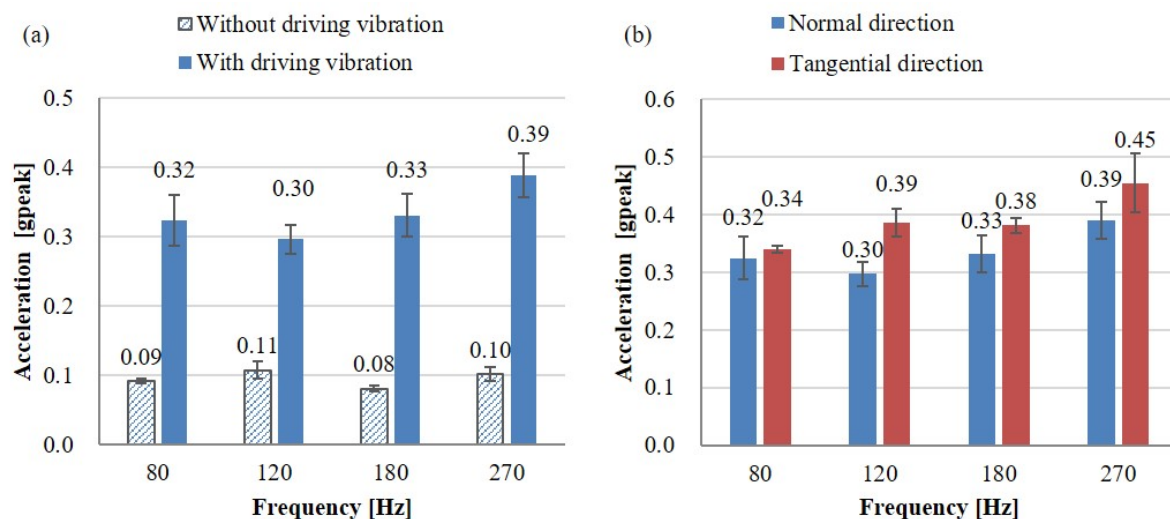 (a)
Without driving vibration
With driving vibration
Acceleration [gpeak]
0.5
0.4
0.3
0.2
0.1
0.0
0.09
0.32
0.11
0.30
0.08
0.33
0.10
0.39
80 120 180 270
Frequency [Hz]
(b)
Normal direction
Tangential direction
Acceleration [gpeak]
0.6
0.5
0.4
0.3
0.2
0.1
0.0
0.32
0.34
0.30
0.39
0.33
0.38
0.39
0.45
80 120 180 270
Frequency [Hz]